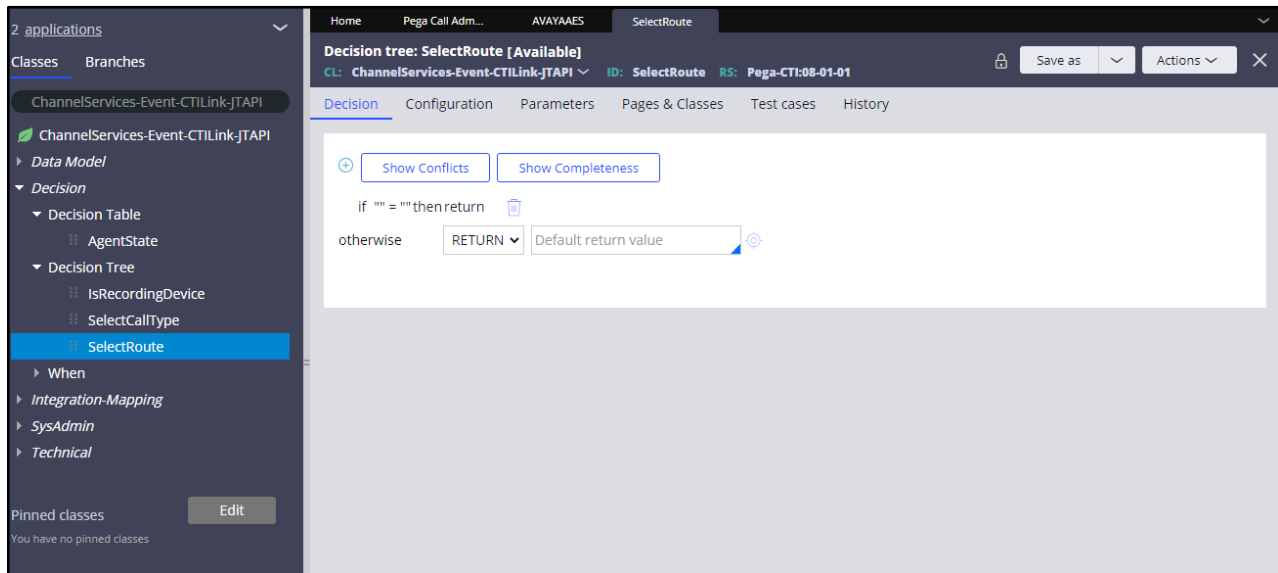 2 applications
Classes Branches
ChannelServices-Event-CTILink-JTAPI
ChannelServices-Event-CTILink-JTAPI
Data Model
Decision
Decision Table
AgentState
Decision Tree
IsRecordingDevice
SelectCallType
SelectRoute
When
Integration-Mapping
SysAdmin
Technical
Pinned classes Edit
You have no pinned classes
Home Pega Call Adm... AVAYAAES SelectRoute
Decision tree: SelectRoute [Available]
CL: ChannelServices-Event-CTILink-JTAPI ID: SelectRoute RS: Pega-CTI:08-01-01
Save as Actions
Decision Configuration Parameters Pages & Classes Test cases History
Show Conflicts Show Completeness
if "" = "" then return
otherwise RETURN Default return value